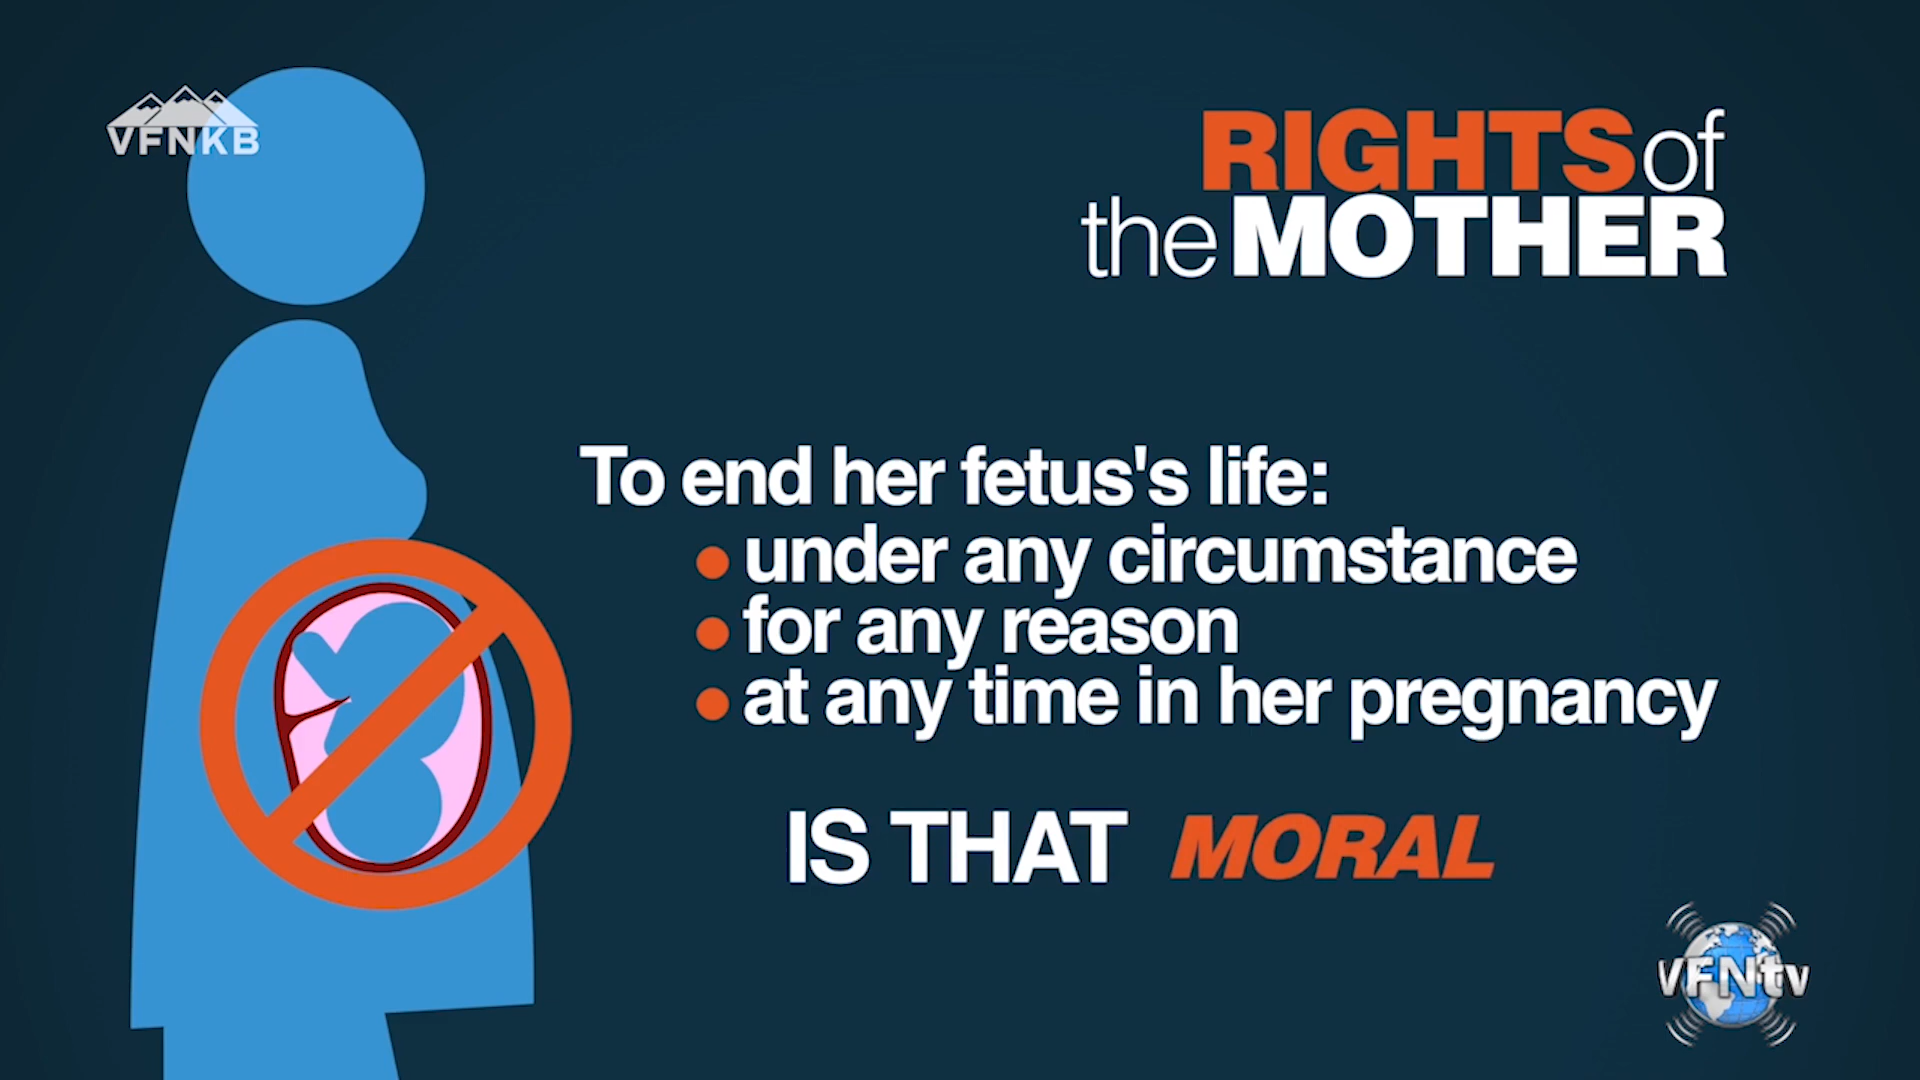 VFNKB
RIGHTS of
the MOTHER
To end her fetus's life:
under any circumstance
for any reason
at any time in her pregnancy
IS THAT MORAL
VFNtv